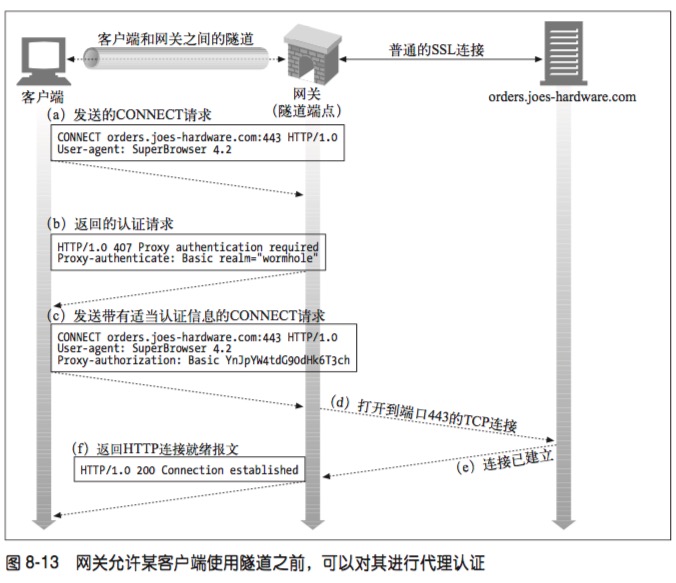 客户端和网关之间的隧道
普通的SSL连接
客户端
网关
(隧道端点)
orders.joes-hardware.com
(a) 发送的CONNECT请求
CONNECT orders.joes-hardware.com:443 HTTP/1.0
User-agent: SuperBrowser 4.2
(b) 返回的认证请求
HTTP/1.0 407 Proxy authentication required
Proxy-authenticate: Basic realm="wormhole"
(c) 发送带有适当认证信息的CONNECT请求
CONNECT orders.joes-hardware.com:443 HTTP/1.0
User-agent: SuperBrowser 4.2
Proxy-authorization: Basic YnJpYW4tdG90dHk6T3ch
(d) 打开到端口443的TCP连接
(e) 连接已建立
(f) 返回HTTP连接就绪报文
HTTP/1.0 200 Connection established
图 8-13 网关允许某客户端使用隧道之前，可以对其进行代理认证